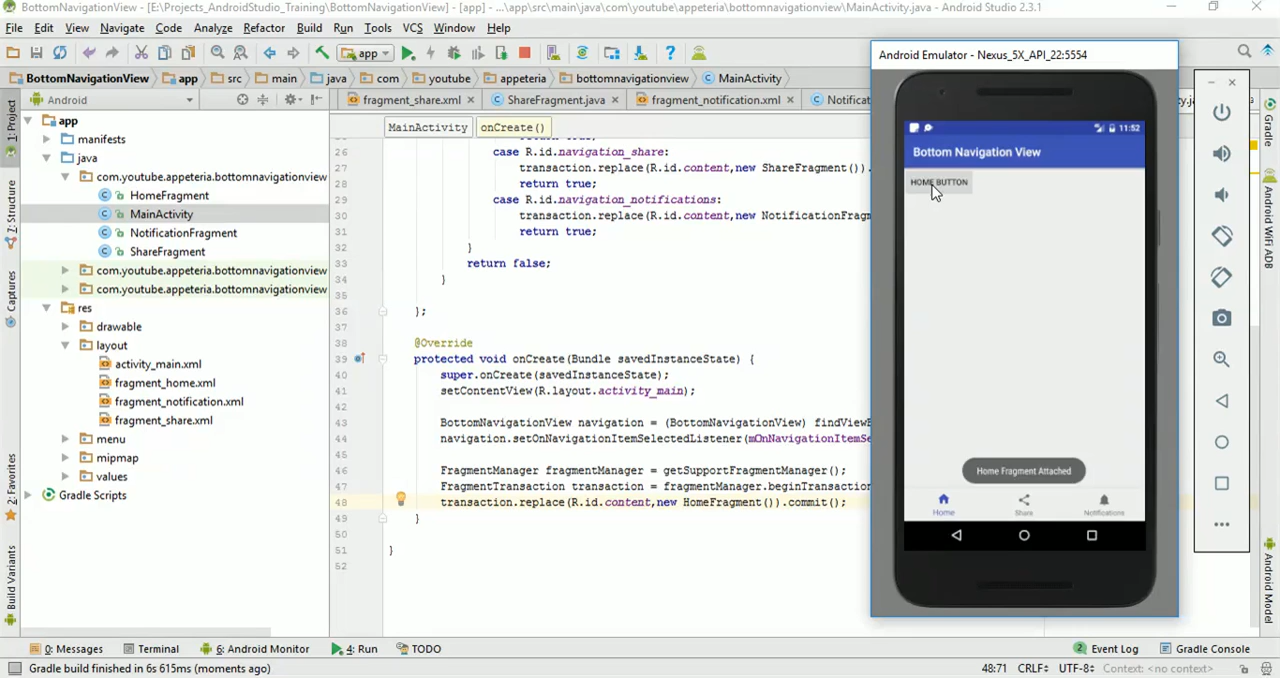 BottomNavigationView - [E:\Projects_AndroidStudio_Training\BottomNavigationView] - [app] - ...\app\src\main\java\com\youtube\appeteria\bottomnavigationview\MainActivity.java - Android Studio 2.3.1
File Edit View Navigate Code Analyze Refactor Build Run Tools VCS Window Help
app
BottomNavigationView app src main java com youtube appeteria bottomnavigationview MainActivity
Android
fragment_share.xml ShareFragment.java fragment_notification.xml Notificat
MainActivity onCreate()
1: Project
Z: Structure
Captures
Favorites
Build Variants
Gradle
Android WiFi ADB
Android Model
app
manifests
java
com.youtube.appeteria.bottomnavigationview
HomeFragment
MainActivity
NotificationFragment
ShareFragment
com.youtube.appeteria.bottomnavigationview
com.youtube.appeteria.bottomnavigationview
res
drawable
layout
activity_main.xml
fragment_home.xml
fragment_notification.xml
fragment_share.xml
menu
mipmap
values
Gradle Scripts
26 case R.id.navigation_share:
27 transaction.replace(R.id.content,new ShareFragment()).
28 return true;
29 case R.id.navigation_notifications:
30 transaction.replace(R.id.content,new NotificationFragm
31 return true;
32 }
33 return false;
34 }
35
36 };
37
38 @Override
39 protected void onCreate(Bundle savedInstanceState) {
40 super.onCreate(savedInstanceState);
41 setContentView(R.layout.activity_main);
42
43 BottomNavigationView navigation = (BottomNavigationView) findViewB
44 navigation.setOnNavigationItemSelectedListener(mOnNavigationItemSe
45
46 FragmentManager fragmentManager = getSupportFragmentManager();
47 FragmentTransaction transaction = fragmentManager.beginTransaction
48 transaction.replace(R.id.content,new HomeFragment()).commit();
49 }
50
51 }
52
Android Emulator - Nexus_5X_API_22:5554
11:52
Bottom Navigation View
HOME BUTTON
Home Fragment Attached
Home Share Notifications
0: Messages Terminal 6: Android Monitor 4: Run TODO 2 Event Log Gradle Console
Gradle build finished in 6s 615ms (moments ago) 48:71 CRLF UTF-8 Context: <no context>